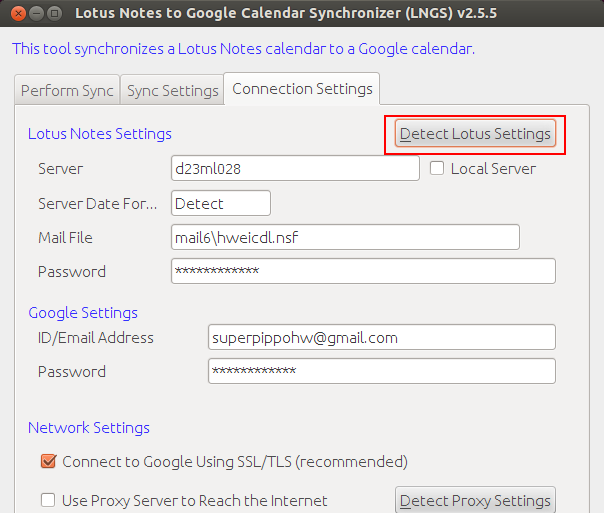 Lotus Notes to Google Calendar Synchronizer (LNGS) v2.5.5
This tool synchronizes a Lotus Notes calendar to a Google calendar.
Perform Sync Sync Settings Connection Settings
Lotus Notes Settings Detect Lotus Settings
Server d23ml028 Local Server
Server Date For... Detect
Mail File mail6\hweicdl.nsf
Password ************
Google Settings
ID/Email Address superpippohw@gmail.com
Password ************
Network Settings
Connect to Google Using SSL/TLS (recommended)
Use Proxy Server to Reach the Internet Detect Proxy Settings